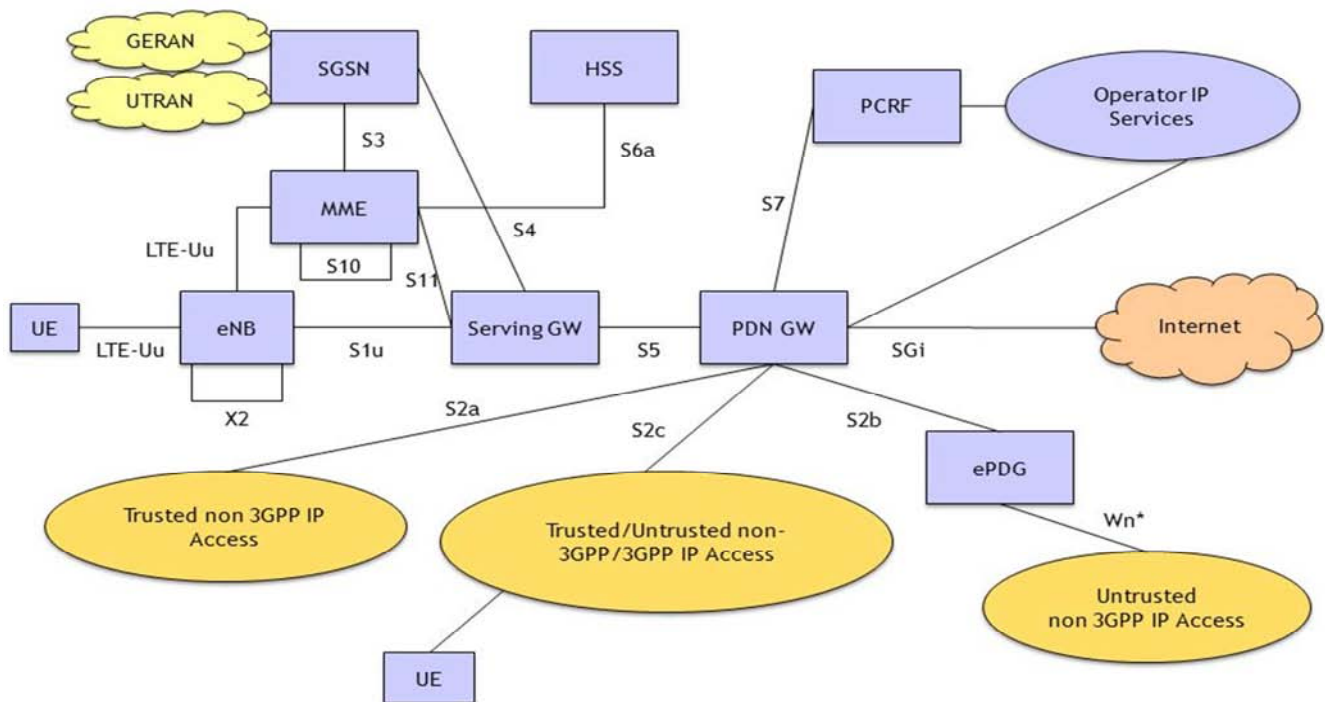 GERAN
UTRAN
SGSN
HSS
PCRF
Operator IP
Services
S3
S6a
S7
MME
S4
LTE-Uu
S10
S11
UE
eNB
Serving GW
PDN GW
Internet
LTE-Uu
S1u
S5
SGi
X2
S2a
S2c
S2b
ePDG
Trusted non 3GPP IP
Access
Trusted/Untrusted non-
3GPP/3GPP IP Access
Wn*
Untrusted
non 3GPP IP Access
UE